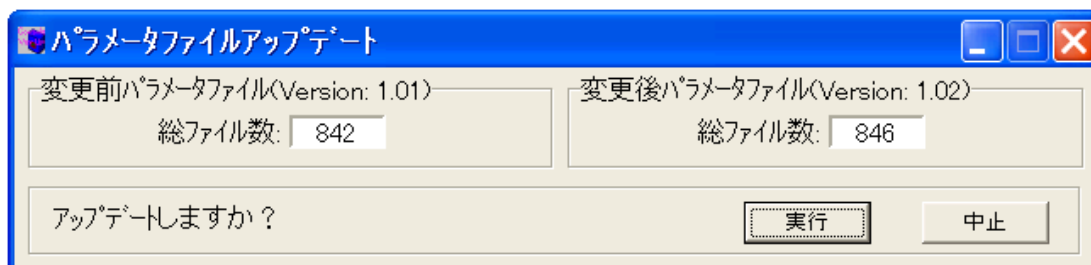 パラメータファイルアップデート
変更前パラメータファイル(Version: 1.01)
総ファイル数: 842
変更後パラメータファイル(Version: 1.02)
総ファイル数: 846
アップデートしますか？
実行
中止